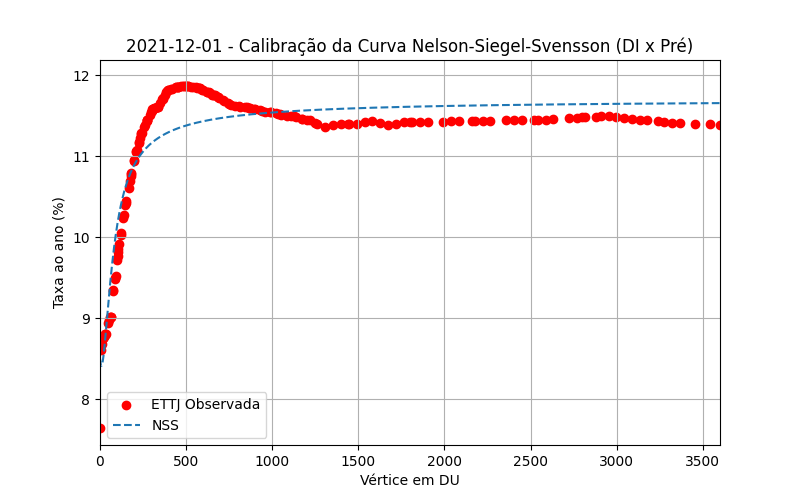 2021-12-01 - Calibração da Curva Nelson-Siegel-Svensson (DI x Pré)
Taxa ao ano (%)
12
11
10
9
8
ETTJ Observada
NSS
0 500 1000 1500 2000 2500 3000 3500
Vértice em DU